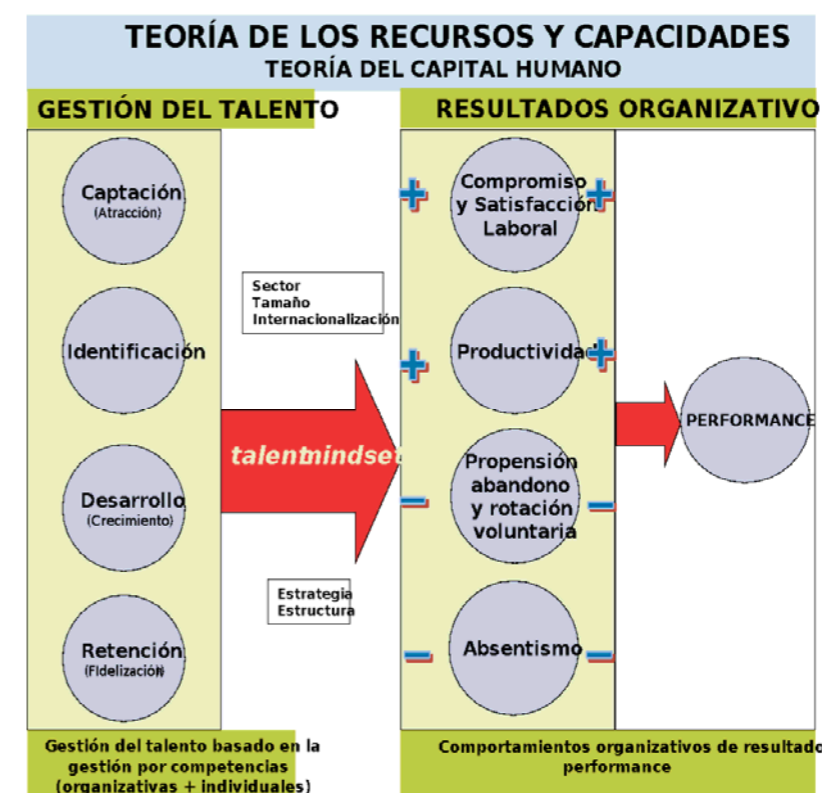 TEORÍA DE LOS RECURSOS Y CAPACIDADES
TEORÍA DEL CAPITAL HUMANO
GESTIÓN DEL TALENTO
RESULTADOS ORGANIZATIVO
Captación
(Atracción)
Identificación
Desarrollo
(Crecimiento)
Retención
(FIdelización)
Sector
Tamaño
Internacionalización
talentmindset
Estrategia
Estructura
Compromiso
y Satisfacción
Laboral
Productividad
Propensión
abandono
y rotación
voluntaria
Absentismo
PERFORMANCE
Gestión del talento basado en la
gestión por competencias
(organizativas + individuales)
Comportamientos organizativos de resultado
performance